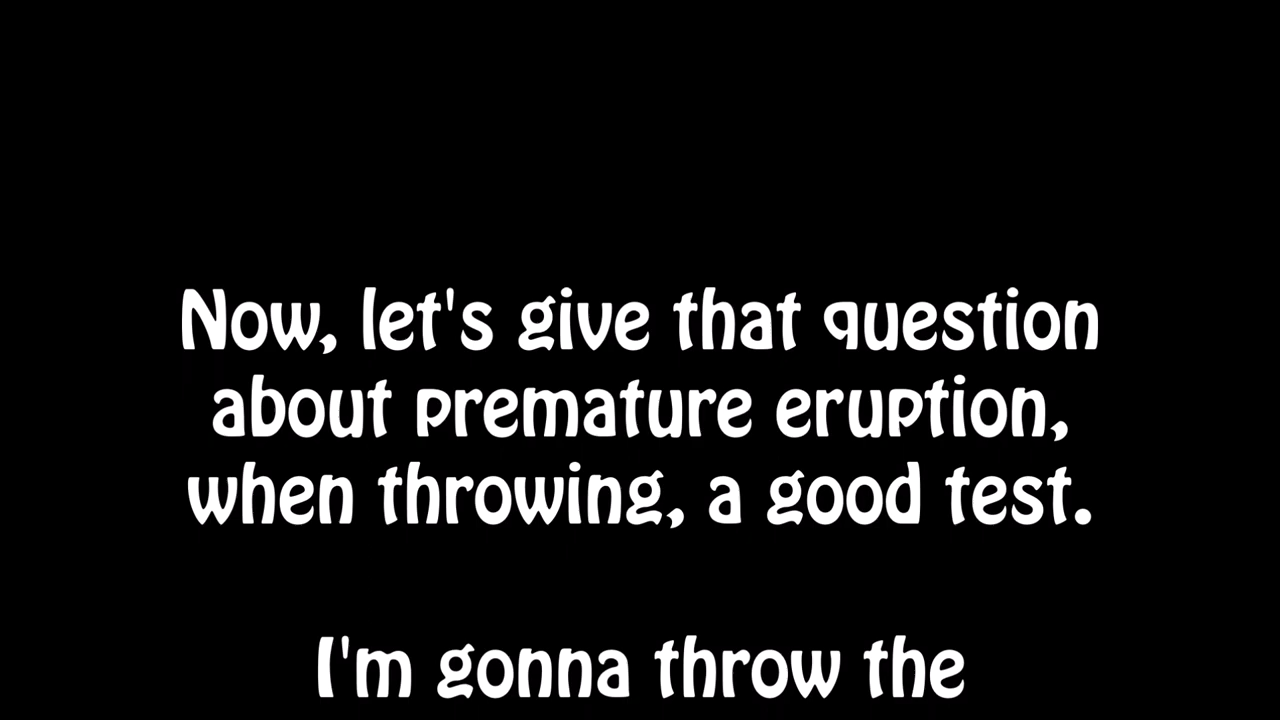 Now, let's give that question
about premature eruption,
when throwing, a good test.
I'm gonna throw the